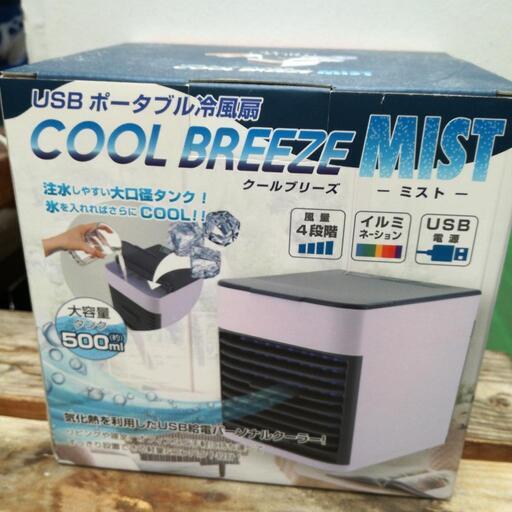 USB ポータブル冷風扇
COOL BREEZE MIST
クールブリーズ
― ミスト ―
注水しやすい大口径タンク！
氷を入れればさらにCOOL!!
風量
4段階
イルミ
ネーション
USB
電源
大容量
タンク
500ml
(約)
気化熱を利用したUSB給電パーソナルクーラー！